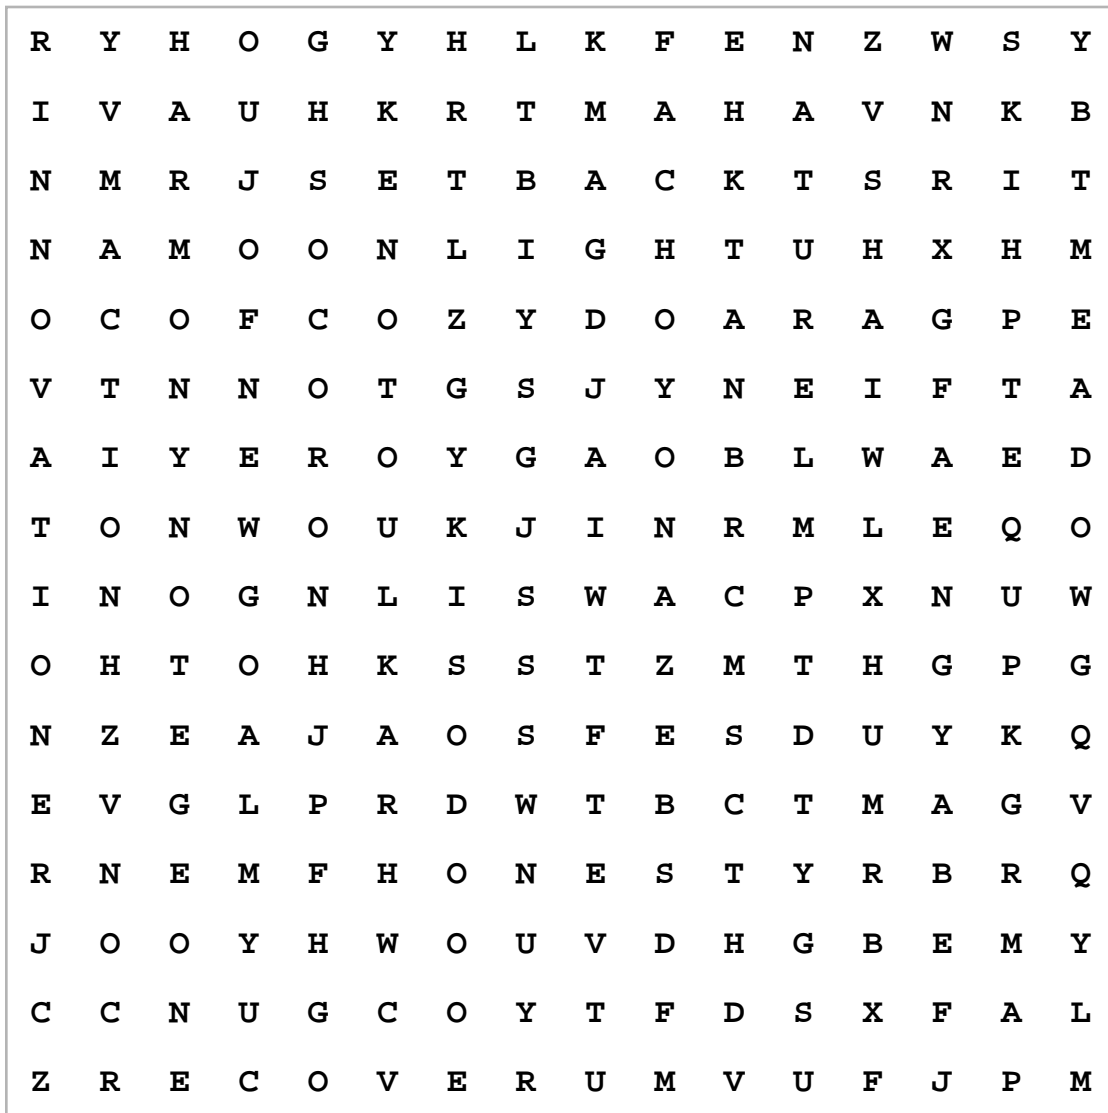 R Y H O G Y H L K F E N Z W S Y
I V A U H K R T M A H A V N K B
N M R J S E T B A C K T S R I T
N A M O O N L I G H T U H X H M
O C O F C O Z Y D O A R A G P E
V T N N O T G S J Y N E I F T A
A I Y E R O Y G A O B L W A E D
T O N W O U K J I N R M L E Q O
I N O G N L I S W A C P X N U W
O H T O H K S S T Z M T H G P G
N Z E A J A O S F E S D U Y K Q
E V G L P R D W T B C T M A G V
R N E M F H O N E S T Y R B R Q
J O O Y H W O U V D H G B E M Y
C C N U G C O Y T F D S X F A L
Z R E C O V E R U M V U F J P M